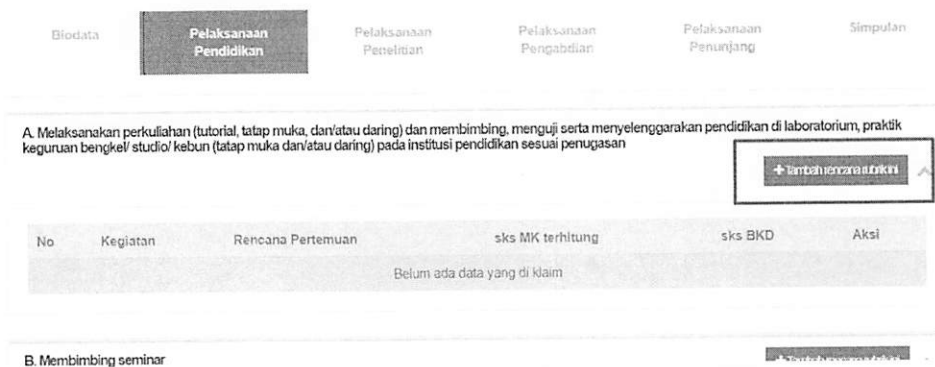 Biodata
Pelaksanaan
Pendidikan
Pelaksanaan
Penelitian
Pelaksanaan
Pengabdian
Pelaksanaan
Penunjang
Simpulan
A. Melaksanakan perkuliahan (tutorial, tatap muka, dan/atau daring) dan membimbing, menguji serta menyelenggarakan pendidikan di laboratorium, praktik
keguruan bengkel/ studio/ kebun (tatap muka dan/atau daring) pada institusi pendidikan sesuai penugasan
+ Tambah rencana rubrik ini
No Kegiatan Rencana Pertemuan sks MK terhitung sks BKD Aksi
Belum ada data yang di klaim
B. Membimbing seminar